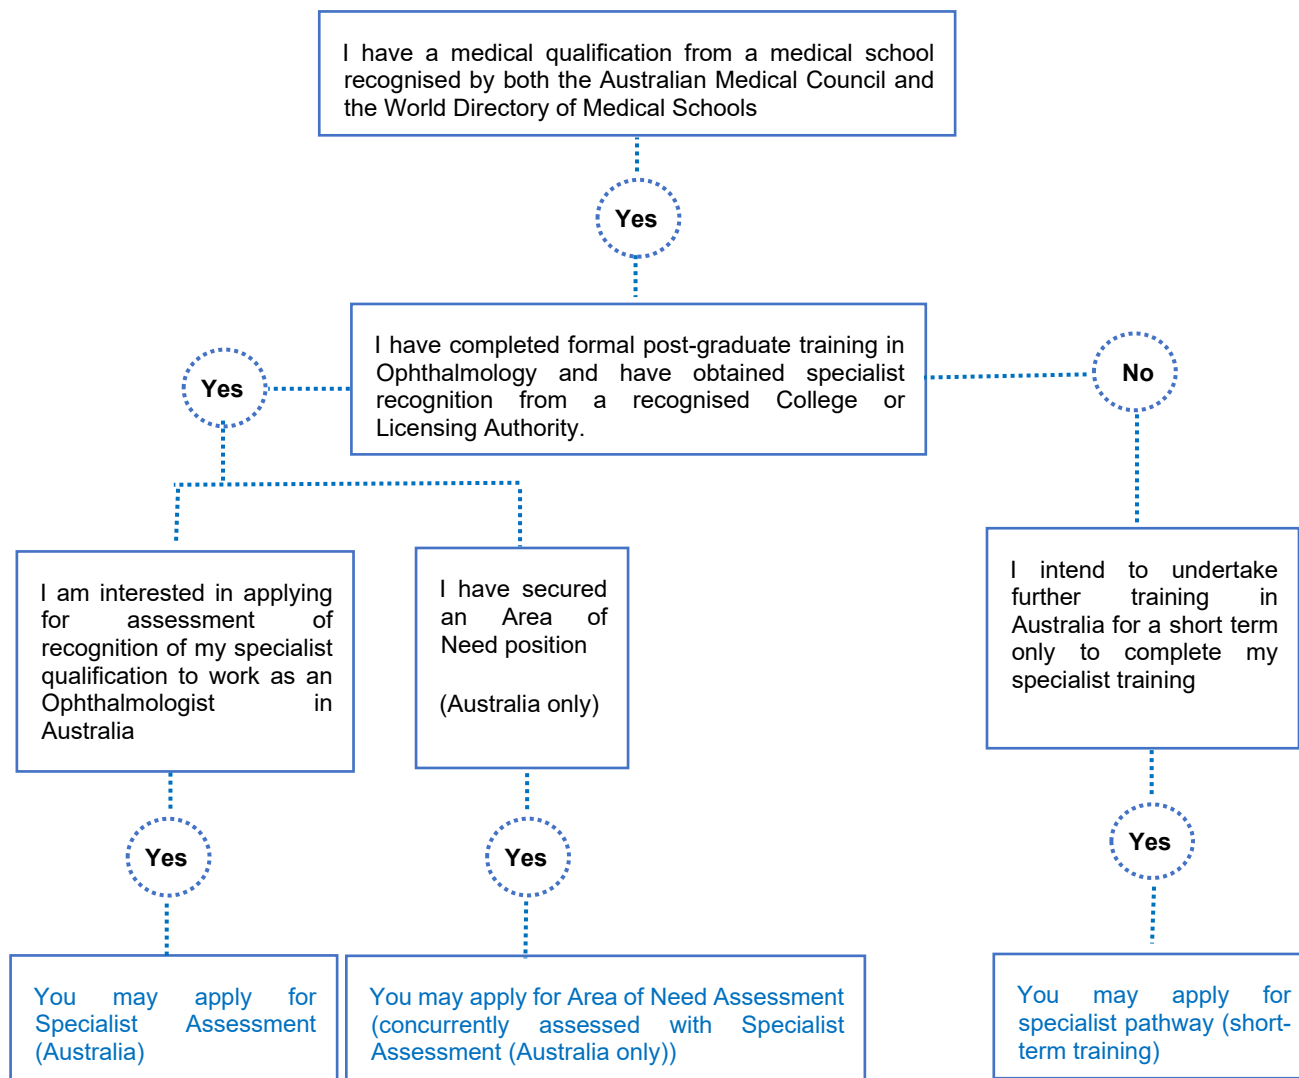 I have a medical qualification from a medical school
recognised by both the Australian Medical Council and
the World Directory of Medical Schools
Yes
I have completed formal post-graduate training in
Ophthalmology and have obtained specialist
recognition from a recognised College or
Licensing Authority.
Yes
No
I am interested in applying
for assessment of
recognition of my specialist
qualification to work as an
Ophthalmologist in
Australia
I have secured
an Area of
Need position
(Australia only)
I intend to undertake
further training in
Australia for a short term
only to complete my
specialist training
Yes
Yes
Yes
You may apply for
Specialist Assessment
(Australia)
You may apply for Area of Need Assessment
(concurrently assessed with Specialist
Assessment (Australia only))
You may apply for
specialist pathway (short-
term training)